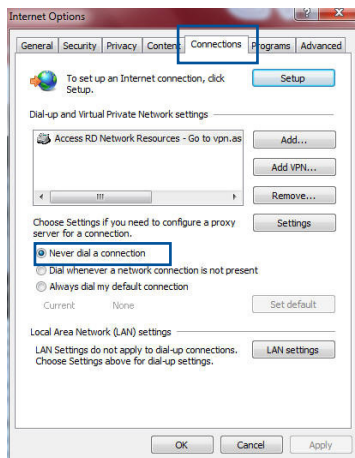 Internet Options
General Security Privacy Content Connections Programs Advanced
To set up an Internet connection, click Setup.
Setup
Dial-up and Virtual Private Network settings
Access RD Network Resources - Go to vpn.as
Add...
Add VPN...
Remove...
Choose Settings if you need to configure a proxy
server for a connection.
Settings
Never dial a connection
Dial whenever a network connection is not present
Always dial my default connection
Current None
Set default
Local Area Network (LAN) settings
LAN Settings do not apply to dial-up connections.
Choose Settings above for dial-up settings.
LAN settings
OK Cancel Apply